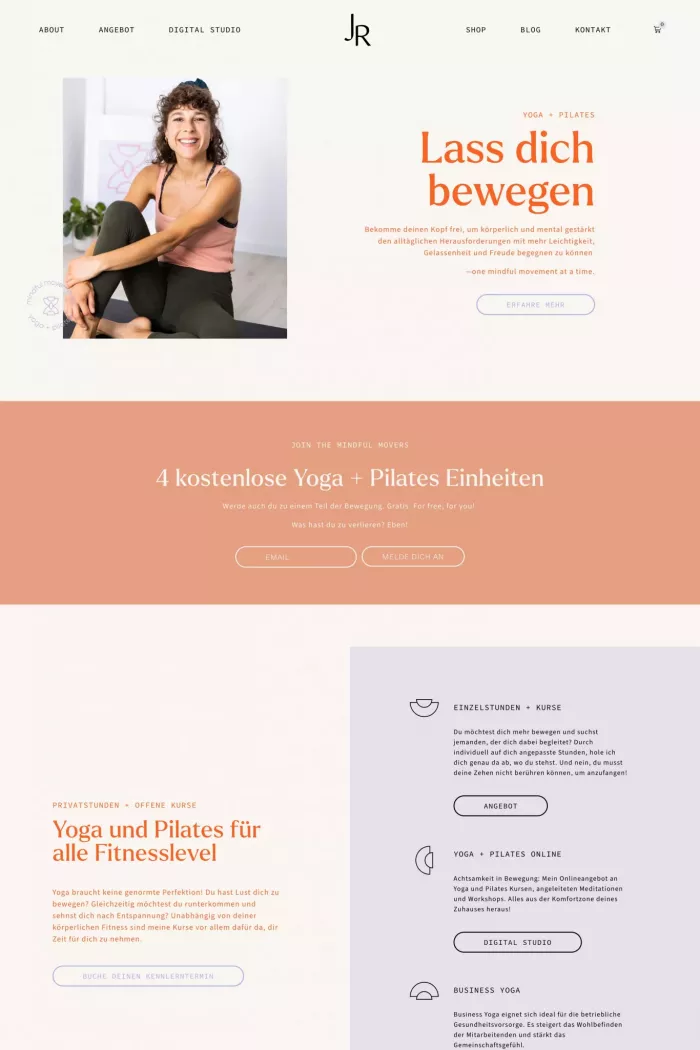 ABOUT
ANGEBOT
DIGITAL STUDIO
JR
SHOP
BLOG
KONTAKT
0
YOGA + PILATES
Lass dich
bewegen
Bekomme deinen Kopf frei, um körperlich und mental gestärkt
den alltäglichen Herausforderungen mit mehr Leichtigkeit,
Gelassenheit und Freude begegnen zu können
—one mindful movement at a time.
ERFAHRE MEHR
JOIN THE MINDFUL MOVERS
4 kostenlose Yoga + Pilates Einheiten
Werde auch du zu einem Teil der Bewegung. Gratis. For free, for you!
Was hast du zu verlieren? Eben!
EMAIL
MELDE DICH AN
EINZELSTUNDEN + KURSE
Du möchtest dich mehr bewegen und suchst
jemanden, der dich dabei begleitet? Durch
individuell auf dich angepasste Stunden, hole ich
dich genau da ab, wo du stehst. Und nein, du musst
deine Zehen nicht berühren können, um anzufangen!
ANGEBOT
PRIVATSTUNDEN + OFFENE KURSE
Yoga und Pilates für
alle Fitnesslevel
Yoga braucht keine genormte Perfektion! Du hast Lust dich zu
bewegen? Gleichzeitig möchtest du runterkommen und
sehnst dich nach Entspannung? Unabhängig von deiner
körperlichen Fitness sind meine Kurse vor allem dafür da, dir
Zeit für dich zu nehmen.
BUCHE DEINEN KENNLERNTERMIN
YOGA + PILATES ONLINE
Achtsamkeit in Bewegung: Mein Onlineangebot an
Yoga und Pilates Kursen, angeleiteten Meditationen
und Workshops. Alles aus der Komfortzone deines
Zuhauses heraus!
DIGITAL STUDIO
BUSINESS YOGA
Business Yoga eignet sich ideal für die betriebliche
Gesundheitsvorsorge. Es steigert das Wohlbefinden
der Mitarbeitenden und stärkt das
Gemeinschaftsgefühl.